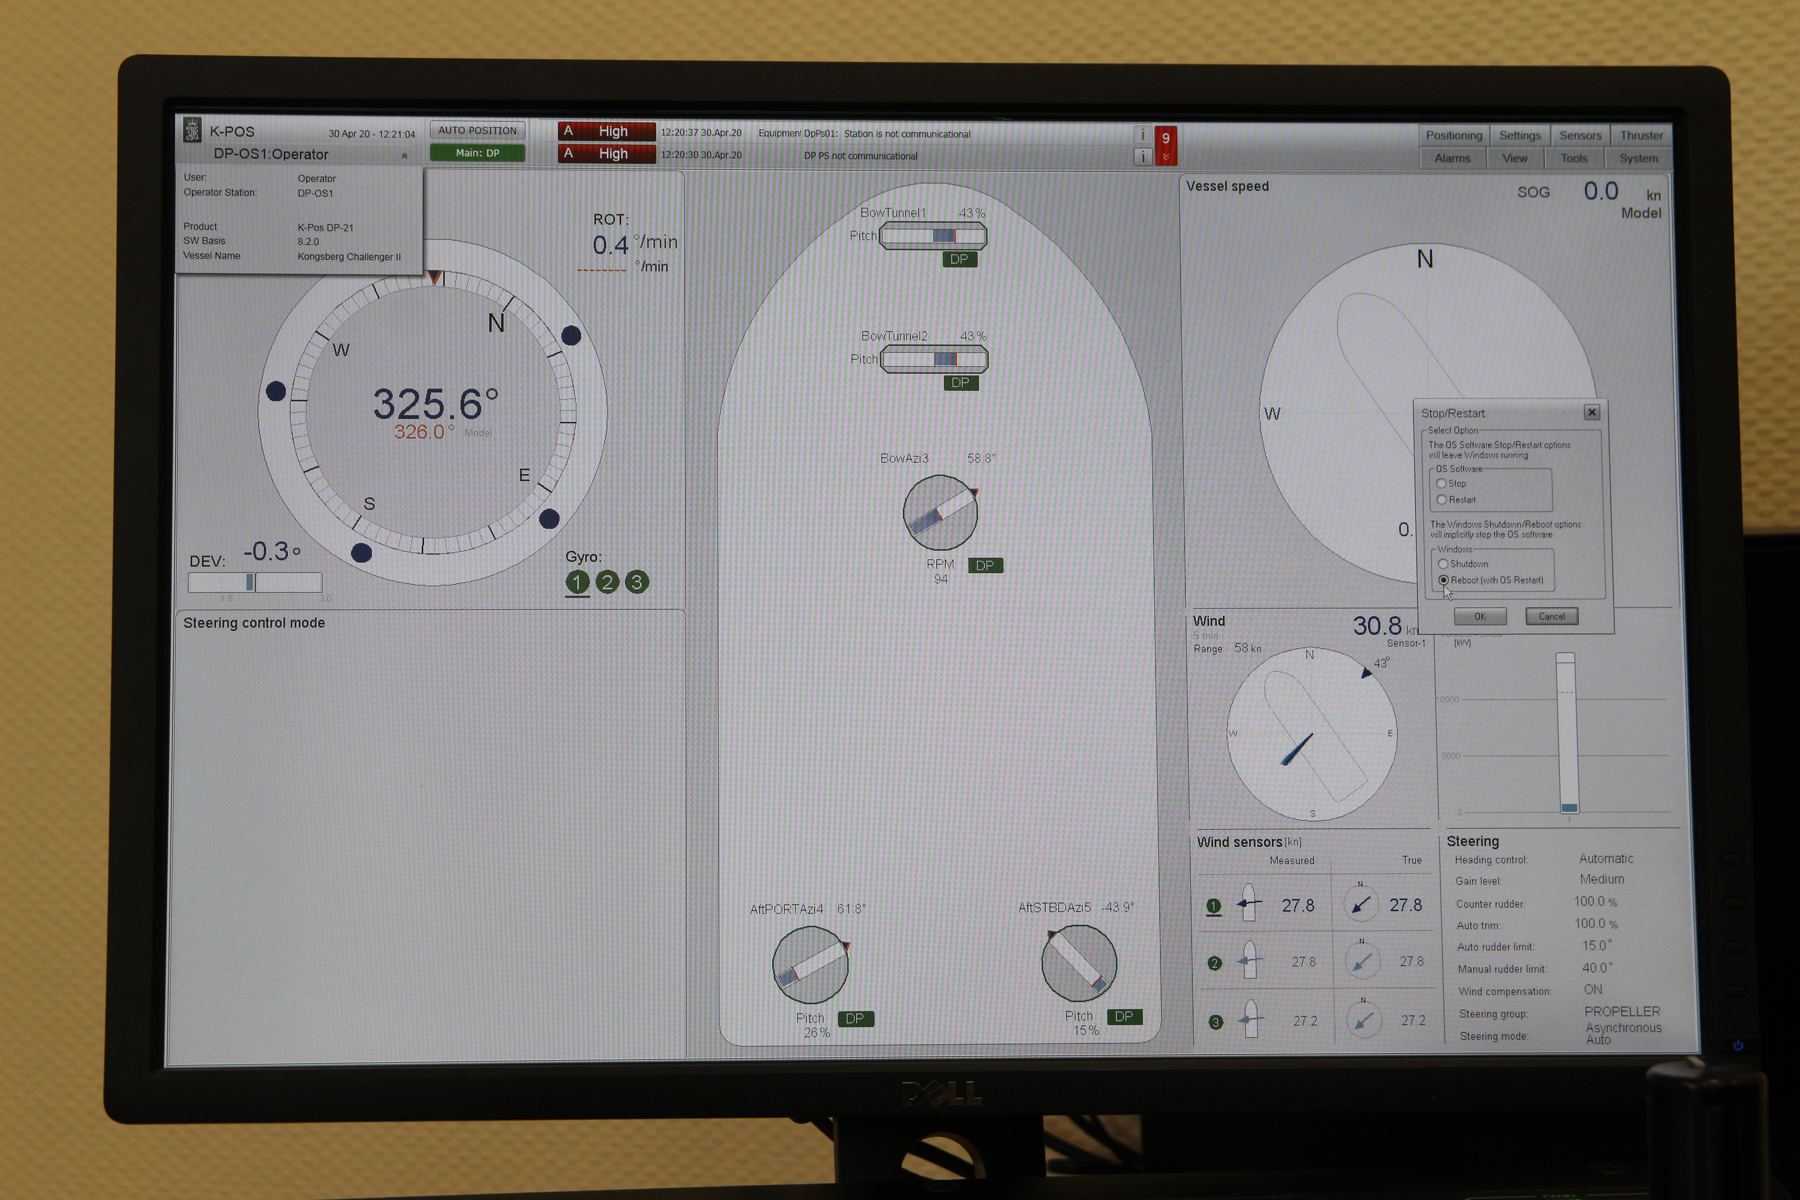 K-POS
30 Apr 20 - 12:21:04
DP-OS1:Operator
AUTO POSITION
Main: DP
A High 12:20:37 30.Apr.20 Equipment DpPs01: Station is not communicational
A High 12:20:30 30.Apr.20 DP PS not communicational
i
i
9
Positioning Settings Sensors Thruster
Alarms View Tools System
User: Operator
Operator Station: DP-OS1
Product K-Pos DP-21
SW Basis 8.2.0
Vessel Name Kongsberg Challenger II
ROT:
0.4 °/min
°/min
N
W
E
S
325.6°
326.0° Model
DEV: -0.3°
1.5 3.0
Gyro:
1 2 3
Steering control mode
BowTunnel1 43%
Pitch
DP
BowTunnel2 43%
Pitch
DP
BowAzi3 58.8°
RPM
94
DP
AftPORTAzi4 61.8°
Pitch
26%
DP
AftSTBDAzi5 -43.9°
Pitch
15%
DP
Vessel speed
SOG 0.0 kn
Model
N
W
0.
Stop/Restart
Select Option
The OS Software Stop/Restart options
will leave Windows running
OS Software
Stop
Restart
The Windows Shutdown/Reboot options
will implicitly stop the OS software
Windows
Shutdown
Reboot (with OS Restart)
OK Cancel
Wind
5 min
Range: 58 kn
30.8 kn
Sensor-1
43°
N
W
E
S
[kW]
10000
5000
0
1
Wind sensors [kn]
Measured True
1 27.8 N 27.8
2 27.8 N 27.8
3 27.2 N 27.2
Steering
Heading control: Automatic
Gain level: Medium
Counter rudder: 100.0 %
Auto trim: 100.0 %
Auto rudder limit: 15.0°
Manual rudder limit: 40.0°
Wind compensation: ON
Steering group: PROPELLER
Steering mode: Asynchronous
Auto
DELL